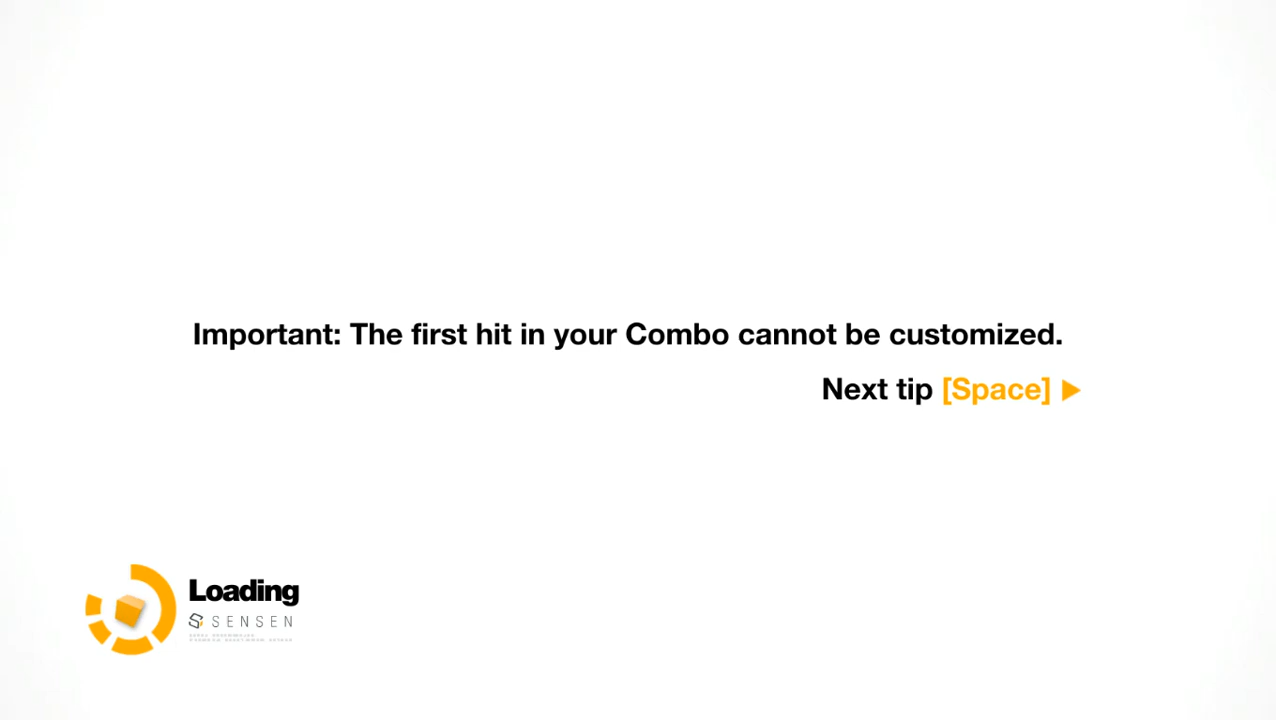 Important: The first hit in your Combo cannot be customized.
Next tip [Space]
Loading
SENSEN